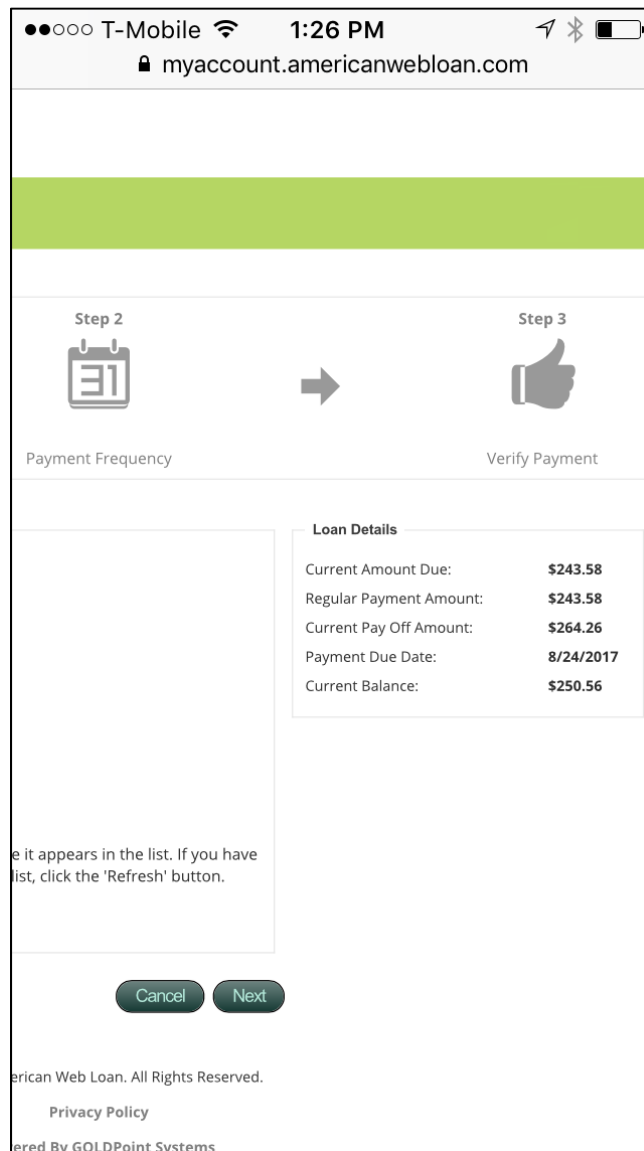 T-Mobile 1:26 PM
myaccount.americanwebloan.com
Step 2 Step 3
31
Payment Frequency Verify Payment
Loan Details
Current Amount Due: $243.58
Regular Payment Amount: $243.58
Current Pay Off Amount: $264.26
Payment Due Date: 8/24/2017
Current Balance: $250.56
e it appears in the list. If you have
list, click the 'Refresh' button.
Cancel Next
erican Web Loan. All Rights Reserved.
Privacy Policy
ered By GOLDPoint Systems